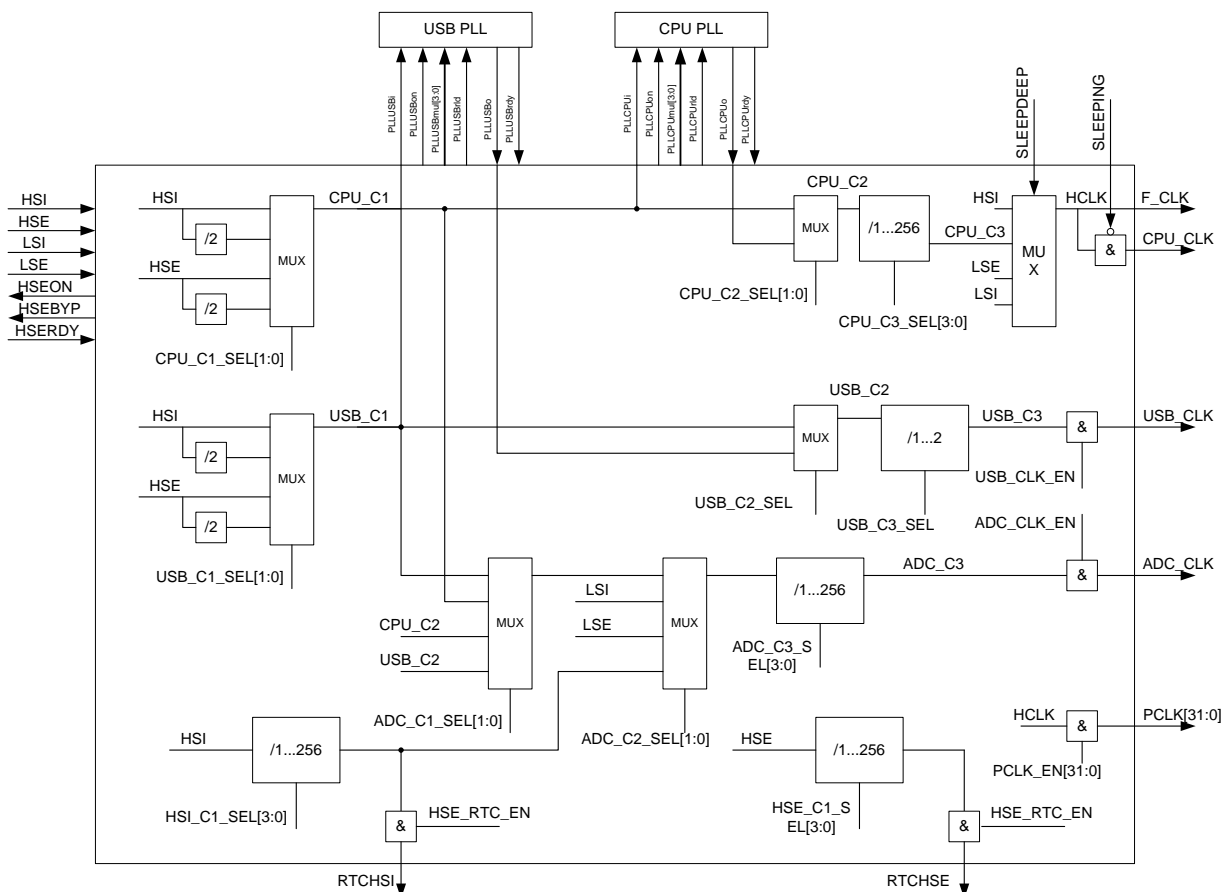 USB PLL
CPU PLL
PLLUSBi
PLLUSBon
PLLUSBmul[3:0]
PLLUSBrld
PLLUSBo
PLLUSBrdy
PLLCPUi
PLLCPUon
PLLCPUmul[3:0]
PLLCPUrld
PLLCPUo
PLLCPUrdy
SLEEPDEEP
SLEEPING
HSI
HSE
LSI
LSE
HSEON
HSEBYP
HSERDY
HSI
/2
HSE
/2
MUX
CPU_C1
CPU_C1_SEL[1:0]
CPU_C2
MUX
CPU_C2_SEL[1:0]
/1...256
CPU_C3
CPU_C3_SEL[3:0]
HSI
LSE
LSI
MU
X
HCLK
F_CLK
&
CPU_CLK
HSI
/2
HSE
/2
MUX
USB_C1
USB_C1_SEL[1:0]
USB_C2
MUX
USB_C2_SEL
/1...2
USB_C3
USB_C3_SEL
&
USB_CLK
USB_CLK_EN
ADC_CLK_EN
CPU_C2
USB_C2
MUX
ADC_C1_SEL[1:0]
LSI
LSE
MUX
ADC_C2_SEL[1:0]
/1...256
ADC_C3
ADC_C3_S
EL[3:0]
&
ADC_CLK
HCLK
&
PCLK[31:0]
PCLK_EN[31:0]
HSI
/1...256
HSI_C1_SEL[3:0]
&
HSE_RTC_EN
RTCHSI
HSE
/1...256
HSE_C1_S
EL[3:0]
&
HSE_RTC_EN
RTCHSE